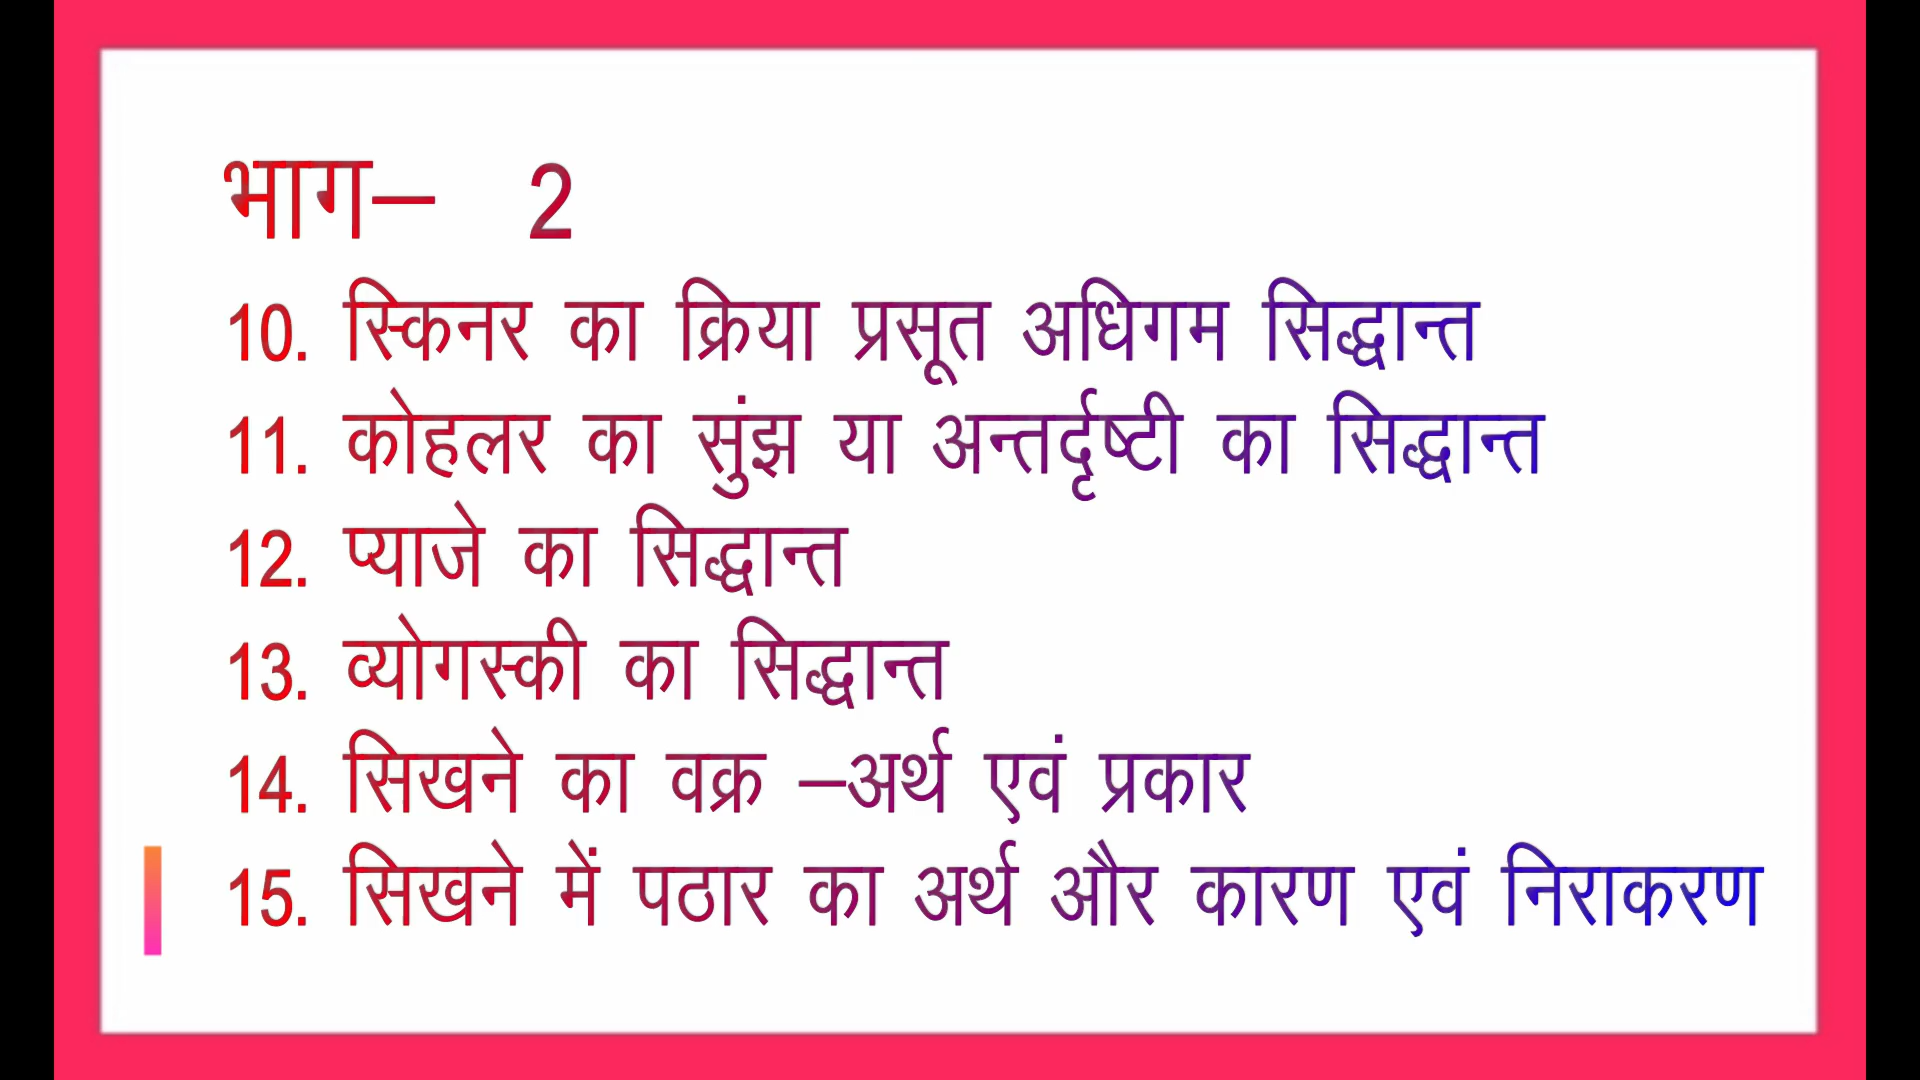 भाग– 2
10. स्किनर का क्रिया प्रसूत अधिगम सिद्धान्त
11. कोहलर का सुंझ या अन्तर्दृष्टी का सिद्धान्त
12. प्याजे का सिद्धान्त
13. व्योगस्की का सिद्धान्त
14. सिखने का वक्र –अर्थ एवं प्रकार
15. सिखने में पठार का अर्थ और कारण एवं निराकरण